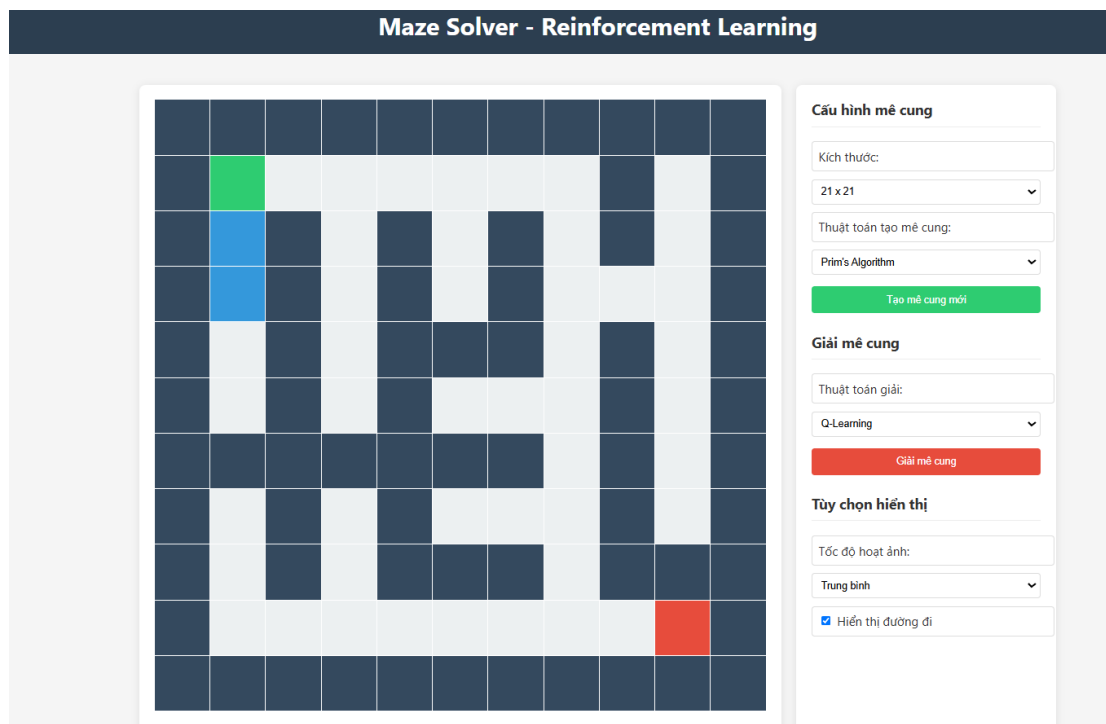 Maze Solver - Reinforcement Learning
Cấu hình mê cung
Kích thước:
21 x 21
Thuật toán tạo mê cung:
Prim's Algorithm
Tạo mê cung mới
Giải mê cung
Thuật toán giải:
Q-Learning
Giải mê cung
Tùy chọn hiển thị
Tốc độ hoạt ảnh:
Trung bình
Hiển thị đường đi